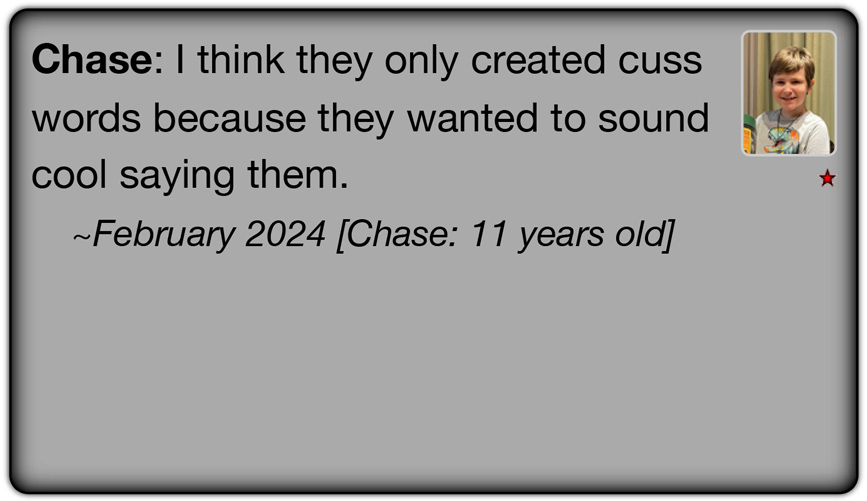 Chase: I think they only created cuss
words because they wanted to sound
cool saying them.
~February 2024 [Chase: 11 years old]